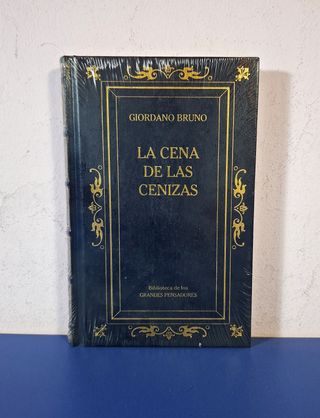 GIORDANO BRUNO
LA CENA
DE LAS
CENIZAS
Biblioteca de los
GRANDES PENSADORES